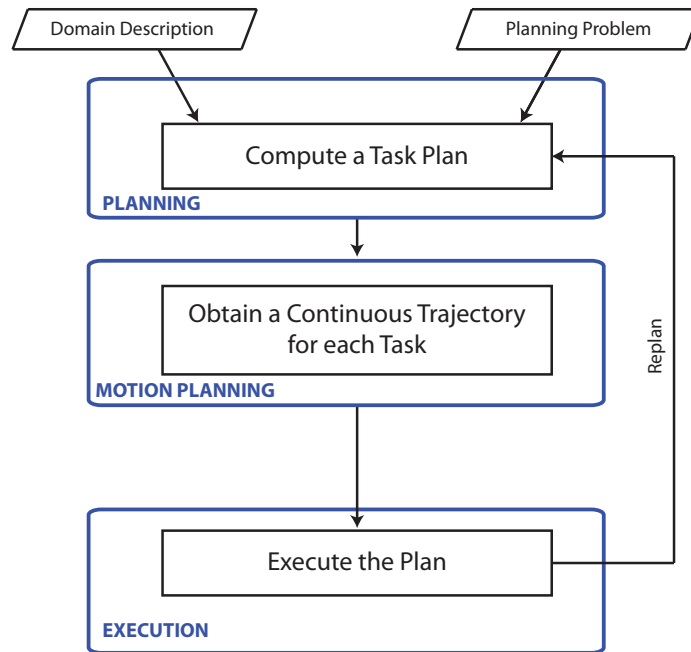 Domain Description
Planning Problem
Compute a Task Plan
PLANNING
Obtain a Continuous Trajectory
for each Task
MOTION PLANNING
Replan
Execute the Plan
EXECUTION